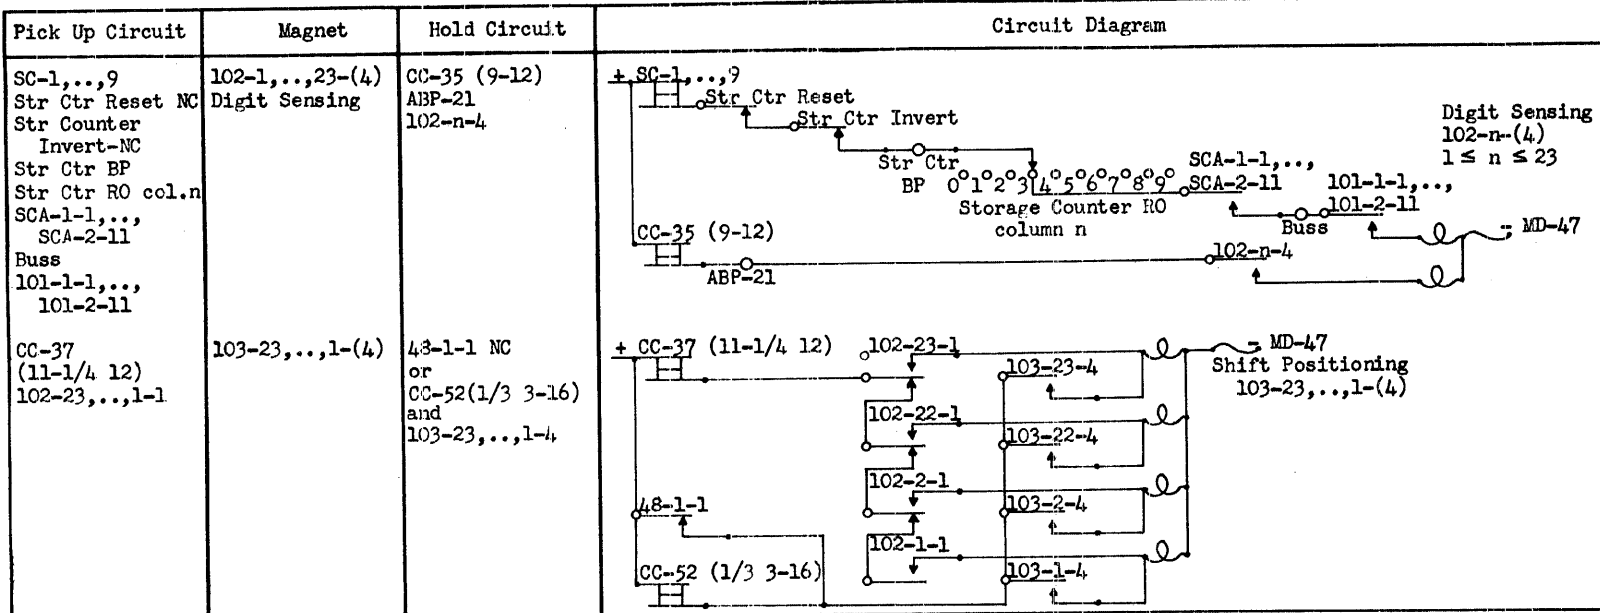 Pick Up Circuit
Magnet
Hold Circuit
Circuit Diagram
SC-1,..,9
Str Ctr Reset NC
Str Counter
Invert-NC
Str Ctr BP
Str Ctr RO col.n
SCA-1-1,..,
SCA-2-11
Buss
101-1-1,..,
101-2-11
102-1,..,23-(4)
Digit Sensing
CC-35 (9-12)
ABP-21
102-n-4
+ SC-1,..,9
Str Ctr Reset
Str Ctr Invert
Str Ctr
BP
0 1 2 3 4 5 6 7 8 9
Storage Counter RO
column n
SCA-1-1,..,
SCA-2-11
101-1-1,..,
101-2-11
Buss
Digit Sensing
102-n-(4)
1 ≤ n ≤ 23
- MD-47
CC-35 (9-12)
ABP-21
102-n-4
CC-37
(11-1/4 12)
102-23,..,1-1
103-23,..,1-(4)
48-1-1 NC
or
CC-52(1/3 3-16)
and
103-23,..,1-4
+ CC-37 (11-1/4 12)
102-23-1
103-23-4
- MD-47
Shift Positioning
103-23,..,1-(4)
102-22-1
103-22-4
102-2-1
103-2-4
48-1-1
102-1-1
103-1-4
CC-52 (1/3 3-16)